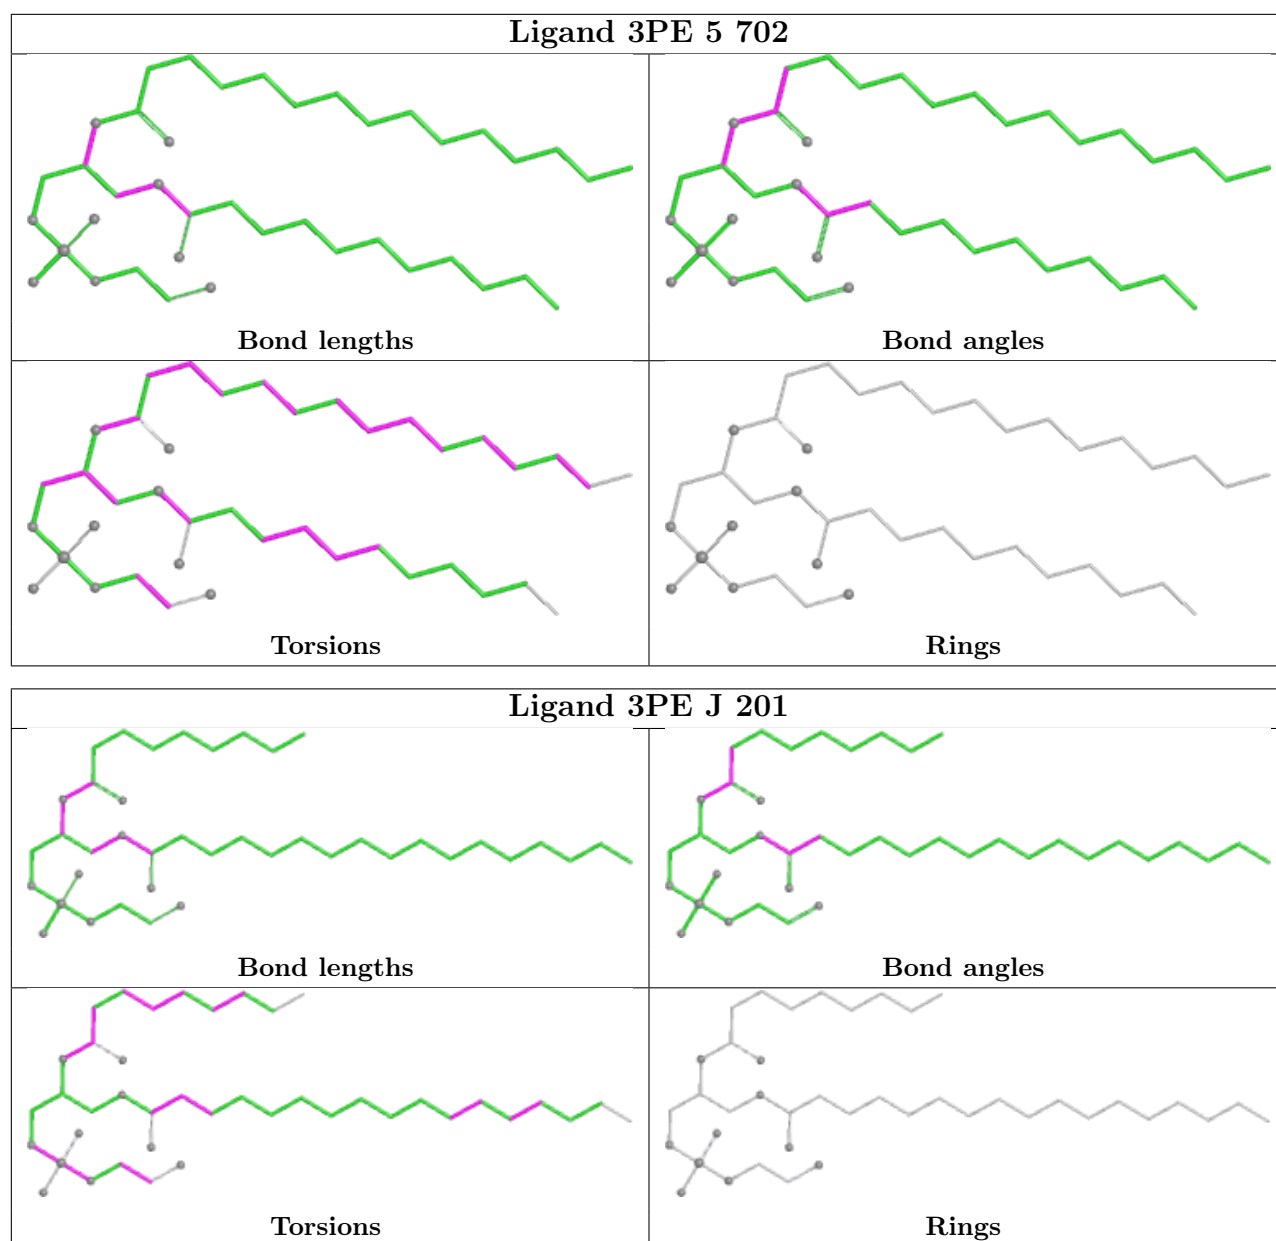 Ligand 3PE 5 702
Bond lengths
Bond angles
Torsions
Rings
Ligand 3PE J 201
Bond lengths
Bond angles
Torsions
Rings